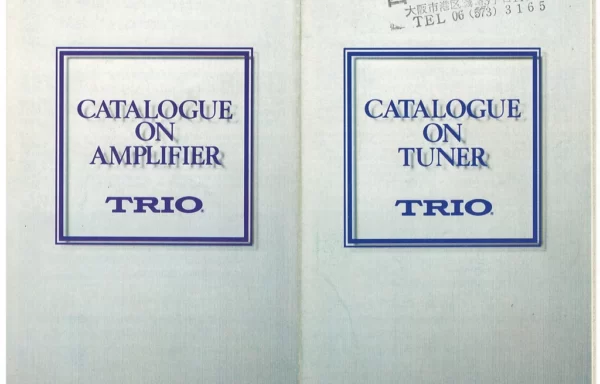 CATALOGUE
ON
AMPLIFIER
TRIO
大阪市港区
TEL 06 (573) 3165
CATALOGUE
ON
TUNER
TRIO